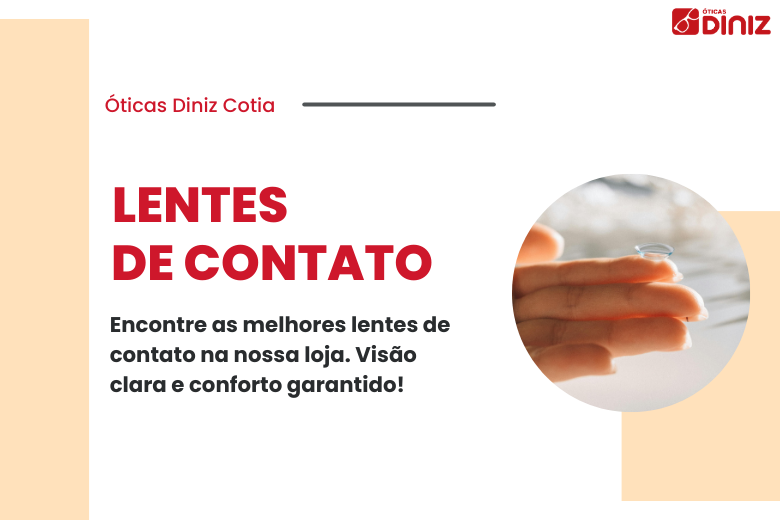 ÓTICAS
DINIZ
Óticas Diniz Cotia
LENTES
DE CONTATO
Encontre as melhores lentes de
contato na nossa loja. Visão
clara e conforto garantido!